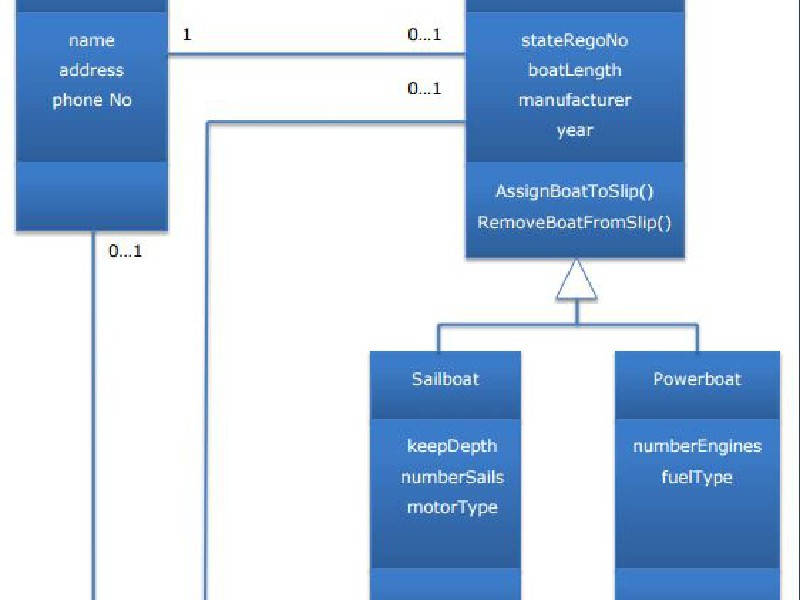 name
address
phone No
1
0...1
0...1
stateRegoNo
boatLength
manufacturer
year
AssignBoatToSlip()
RemoveBoatFromSlip()
0...1
Sailboat
keepDepth
numberSails
motorType
Powerboat
numberEngines
fuelType